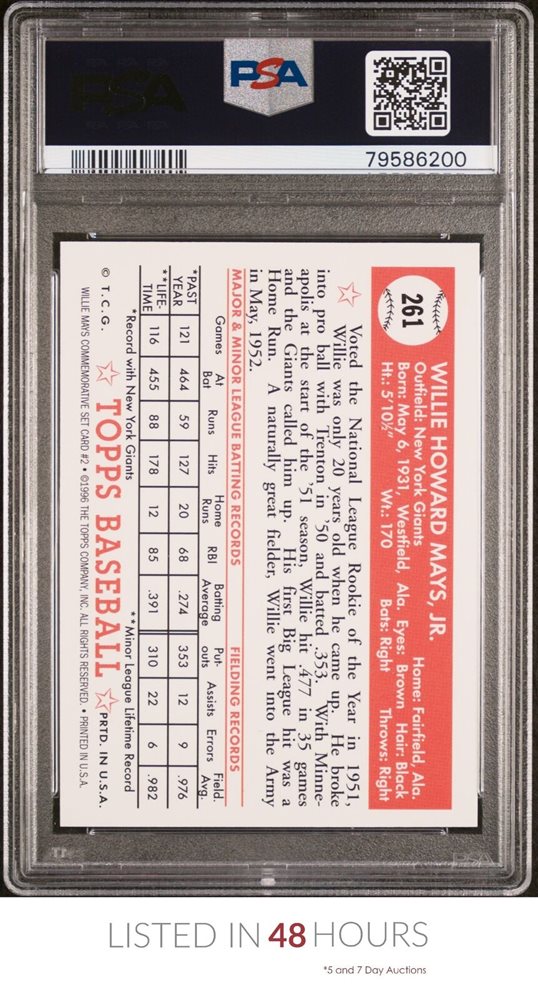 PSA
PSA
79586200
261
WILLIE HOWARD MAYS, JR.
Outfield: New York Giants Home: Fairfield, Ala.
Born: May 6, 1931, Westfield, Ala. Eyes: Brown Hair: Black
Ht.: 5' 10½" Wt.: 170 Bats: Right Throws: Right
Voted the National League Rookie of the Year in 1951,
Willie was only 20 years old when he came up. He broke
into pro ball with Trenton in '50 and batted .353. With Minne-
apolis at the start of the '51 season, Willie hit .477 in 35 games
and the Giants called him up. His first Big League hit was a
Home Run. A naturally great fielder, Willie went into the Army
in May, 1952.
MAJOR & MINOR LEAGUE BATTING RECORDS FIELDING RECORDS
Games At Bat Runs Hits Home Runs RBI Batting Average Put-outs Assists Errors Field. Avg.
*PAST YEAR 121 464 59 127 20 68 .274 353 12 9 .976
**LIFE-TIME 116 455 88 178 12 85 .391 310 22 6 .982
*Record with New York Giants **Minor League Lifetime Record
© T.C.G. TOPPS BASEBALL PRTD. IN U.S.A.
WILLIE MAYS COMMEMORATIVE SET CARD #2 • ©1996 THE TOPPS COMPANY, INC. ALL RIGHTS RESERVED. • PRINTED IN U.S.A.
PSA
LISTED IN 48 HOURS
*5 and 7 Day Auctions